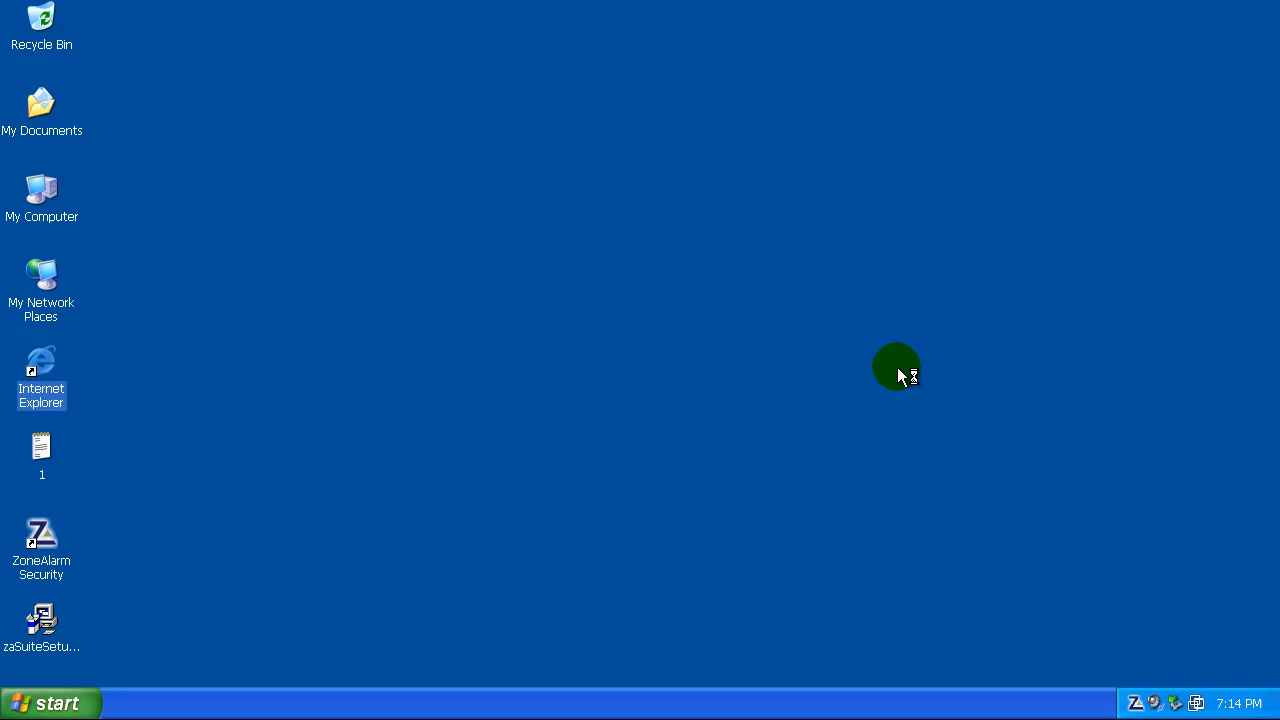 Recycle Bin
My Documents
My Computer
My Network
Places
Internet
Explorer
1
ZoneAlarm
Security
zaSuiteSetu...
start
7:14 PM